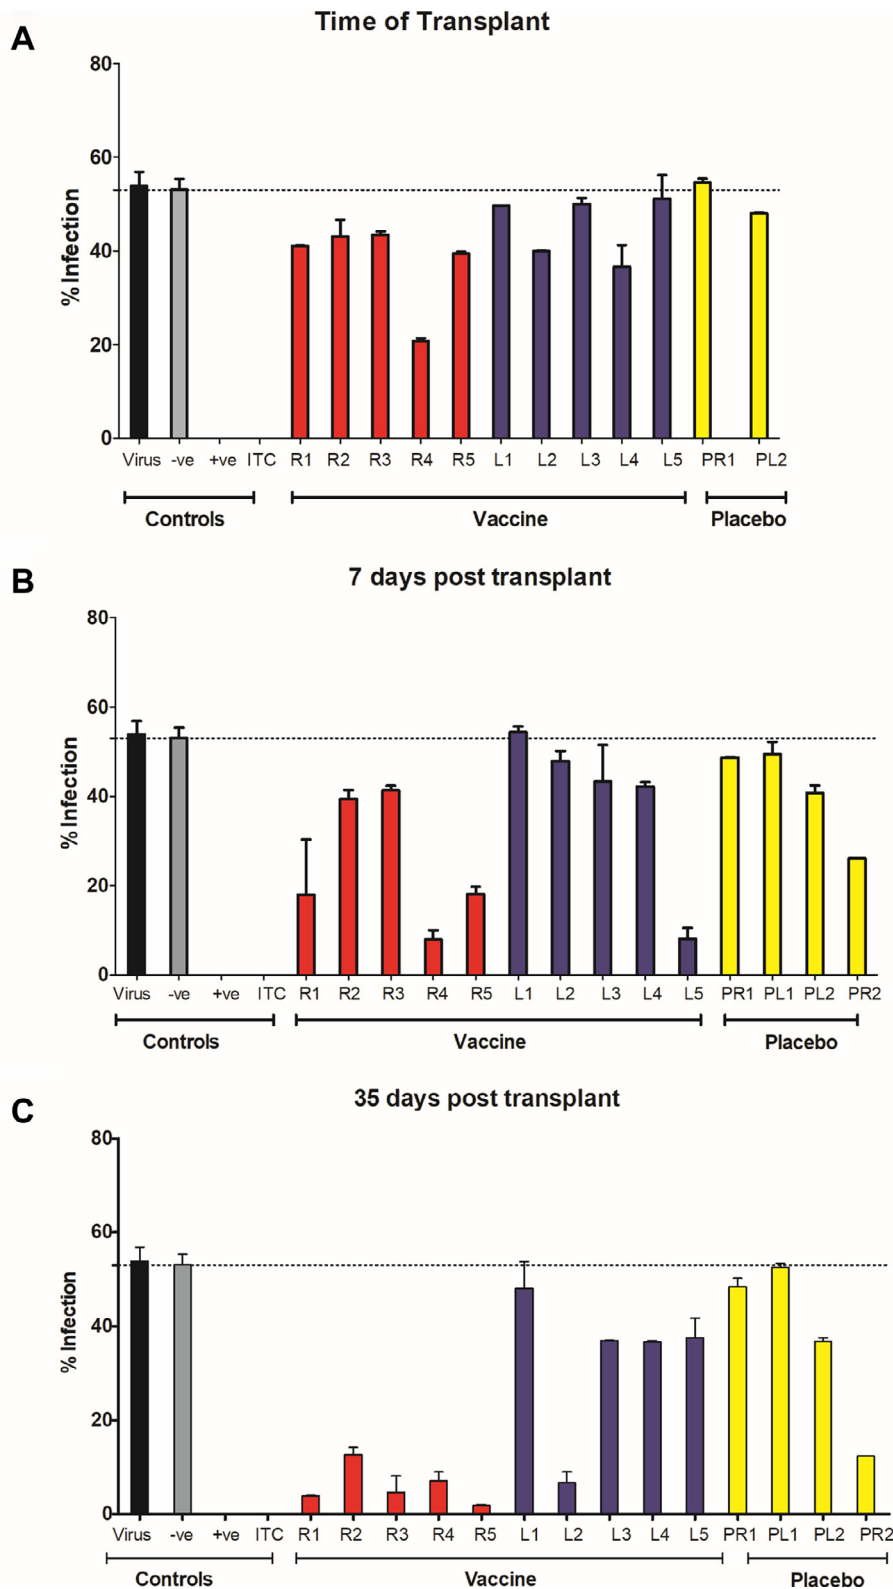 A
Time of Transplant
80
60
40
20
0
% Infection
Virus -ve +ve ITC R1 R2 R3 R4 R5 L1 L2 L3 L4 L5 PR1 PL2
Controls Vaccine Placebo
B
7 days post transplant
80
60
40
20
0
% Infection
Virus -ve +ve ITC R1 R2 R3 R4 R5 L1 L2 L3 L4 L5 PR1 PL1 PL2 PR2
Controls Vaccine Placebo
C
35 days post transplant
80
60
40
20
0
% Infection
Virus -ve +ve ITC R1 R2 R3 R4 R5 L1 L2 L3 L4 L5 PR1 PL1 PL2 PR2
Controls Vaccine Placebo